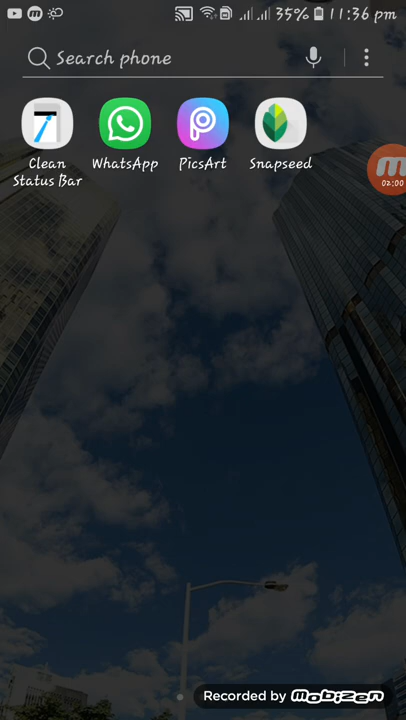 35% 11:36 pm
Search phone
Clean
Status Bar
WhatsApp
PicsArt
Snapseed
02:00
Recorded by mobizen